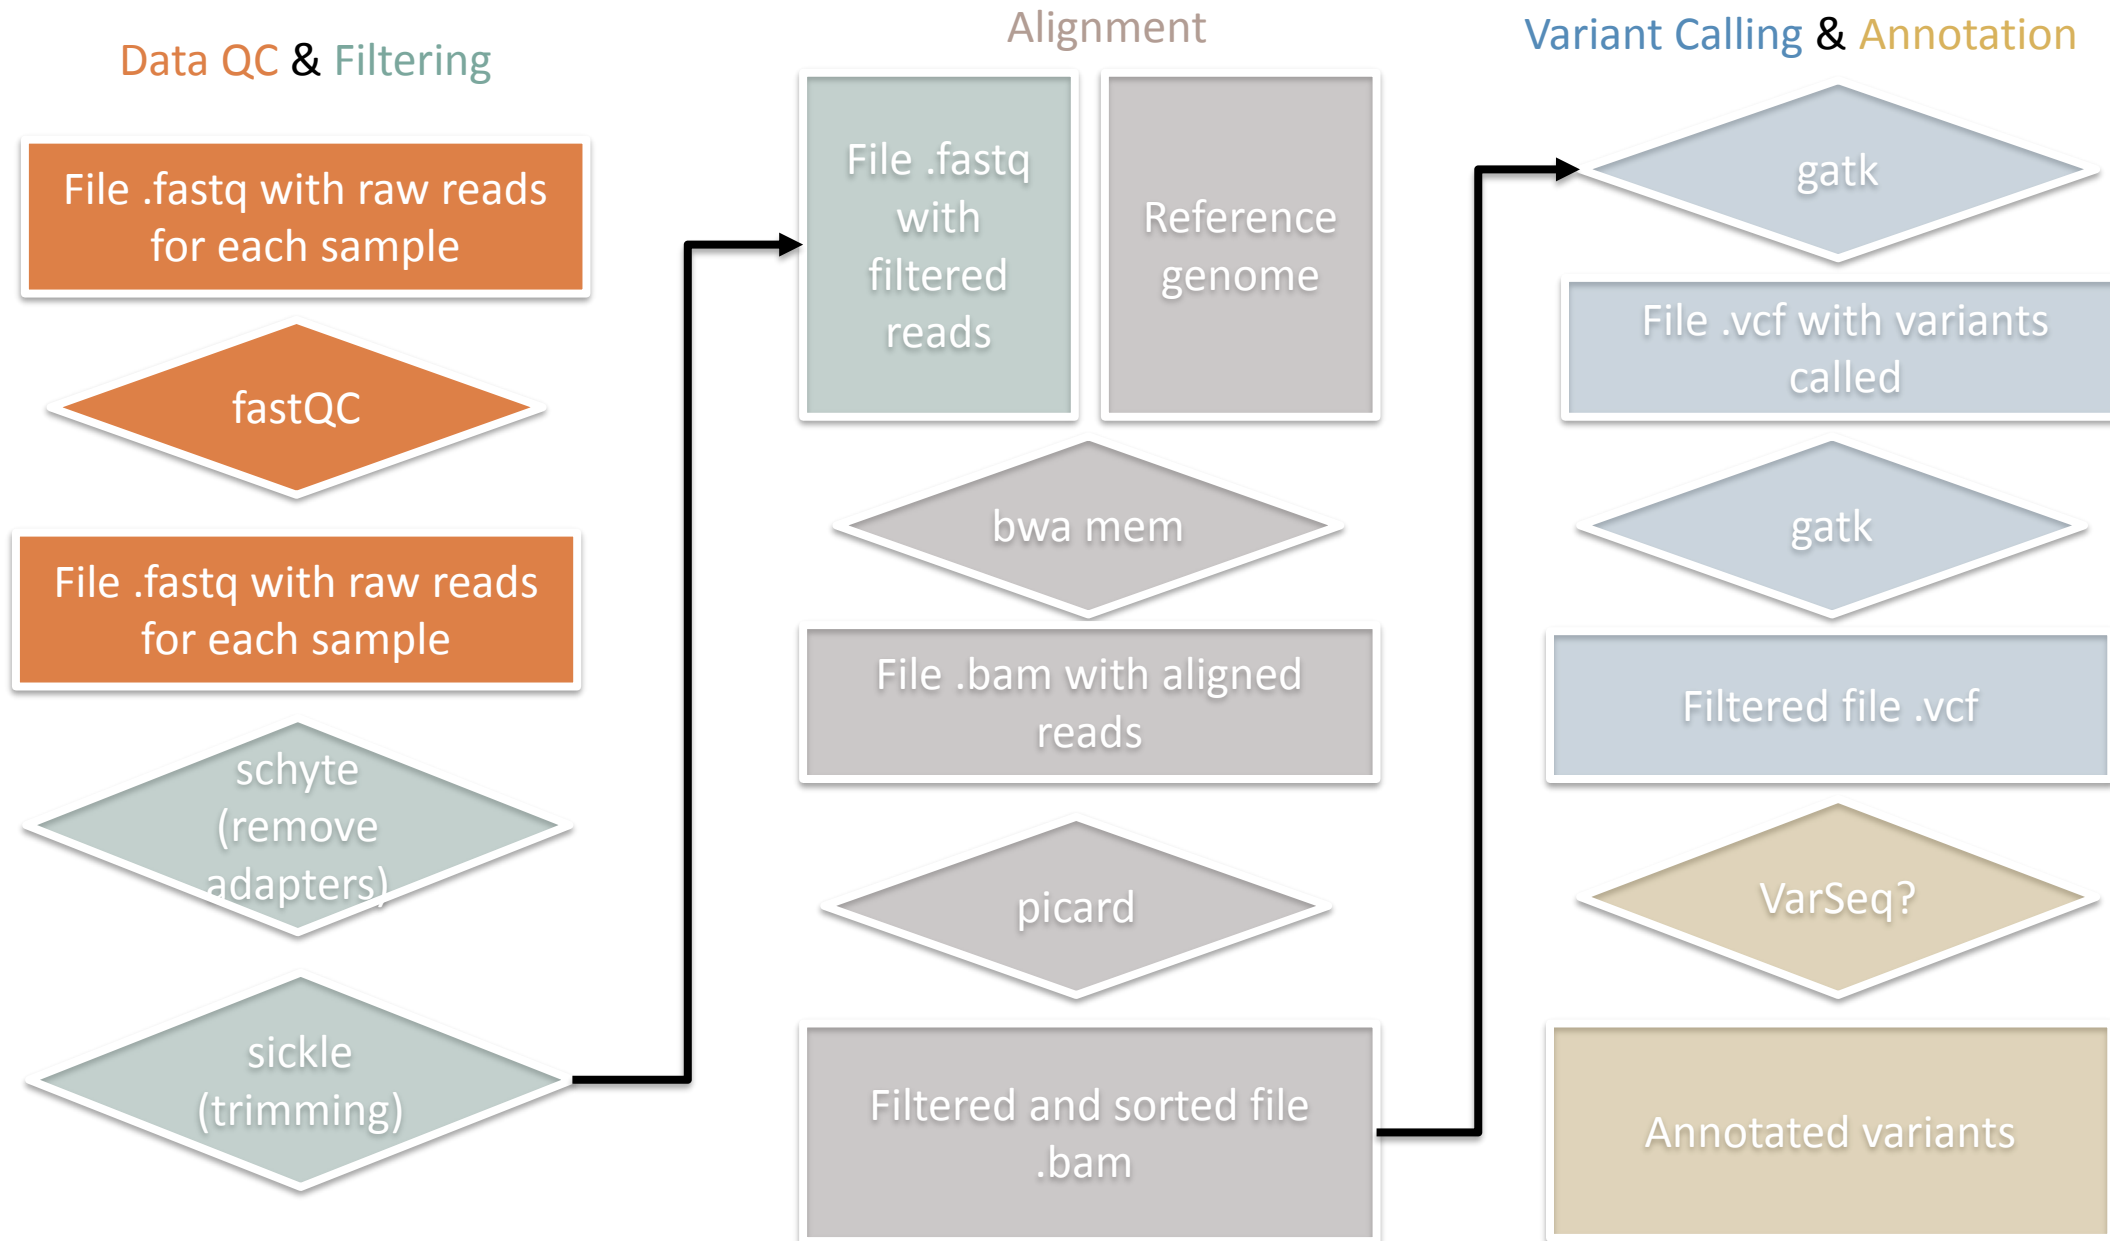 Data QC & Filtering
File .fastq with raw reads
for each sample
fastQC
File .fastq with raw reads
for each sample
schyte
(remove
adapters)
sickle
(trimming)
Alignment
File .fastq
with
filtered
reads
Reference
genome
bwa mem
File .bam with aligned
reads
picard
Filtered and sorted file
.bam
Variant Calling & Annotation
gatk
File .vcf with variants
called
gatk
Filtered file .vcf
VarSeq?
Annotated variants